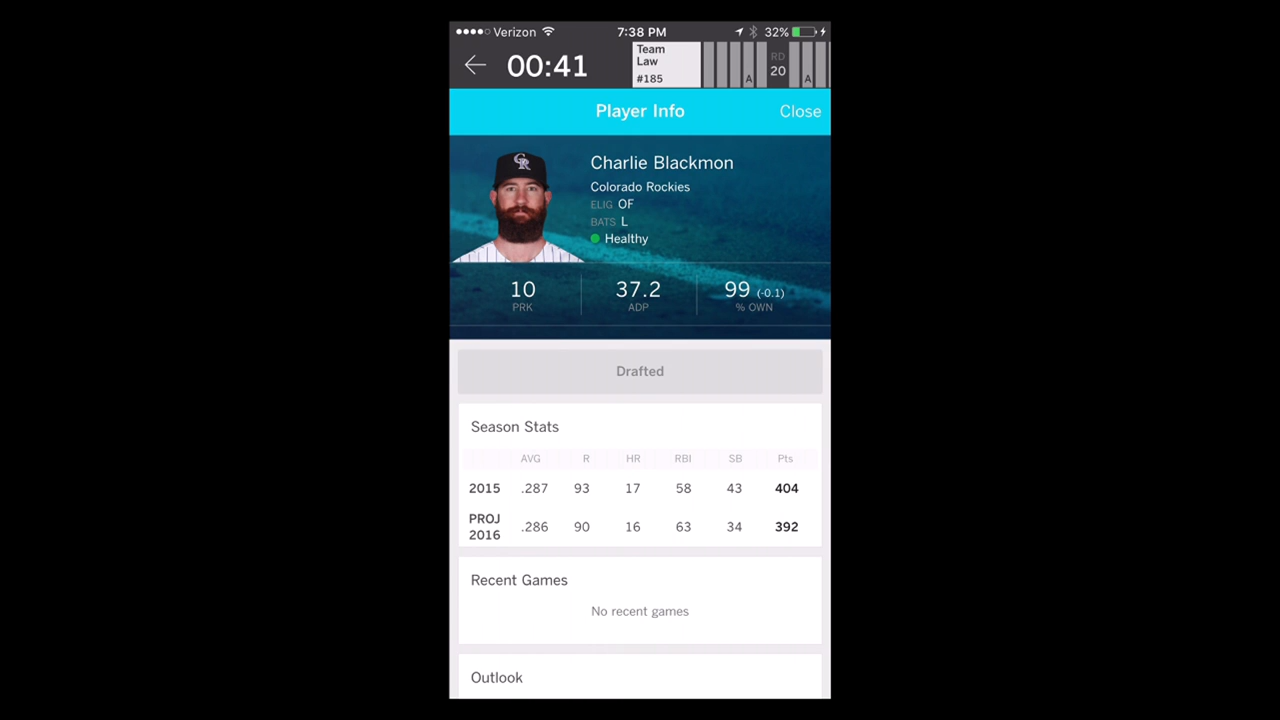 Verizon 7:38 PM 32%
00:41
Team
Law
#185
A
RD
20
A
Player Info Close
CR
Charlie Blackmon
Colorado Rockies
ELIG OF
BATS L
Healthy
10 37.2 99 (-0.1)
PRK ADP % OWN
Drafted
Season Stats
AVG R HR RBI SB Pts
2015 .287 93 17 58 43 404
PROJ
2016 .286 90 16 63 34 392
Recent Games
No recent games
Outlook